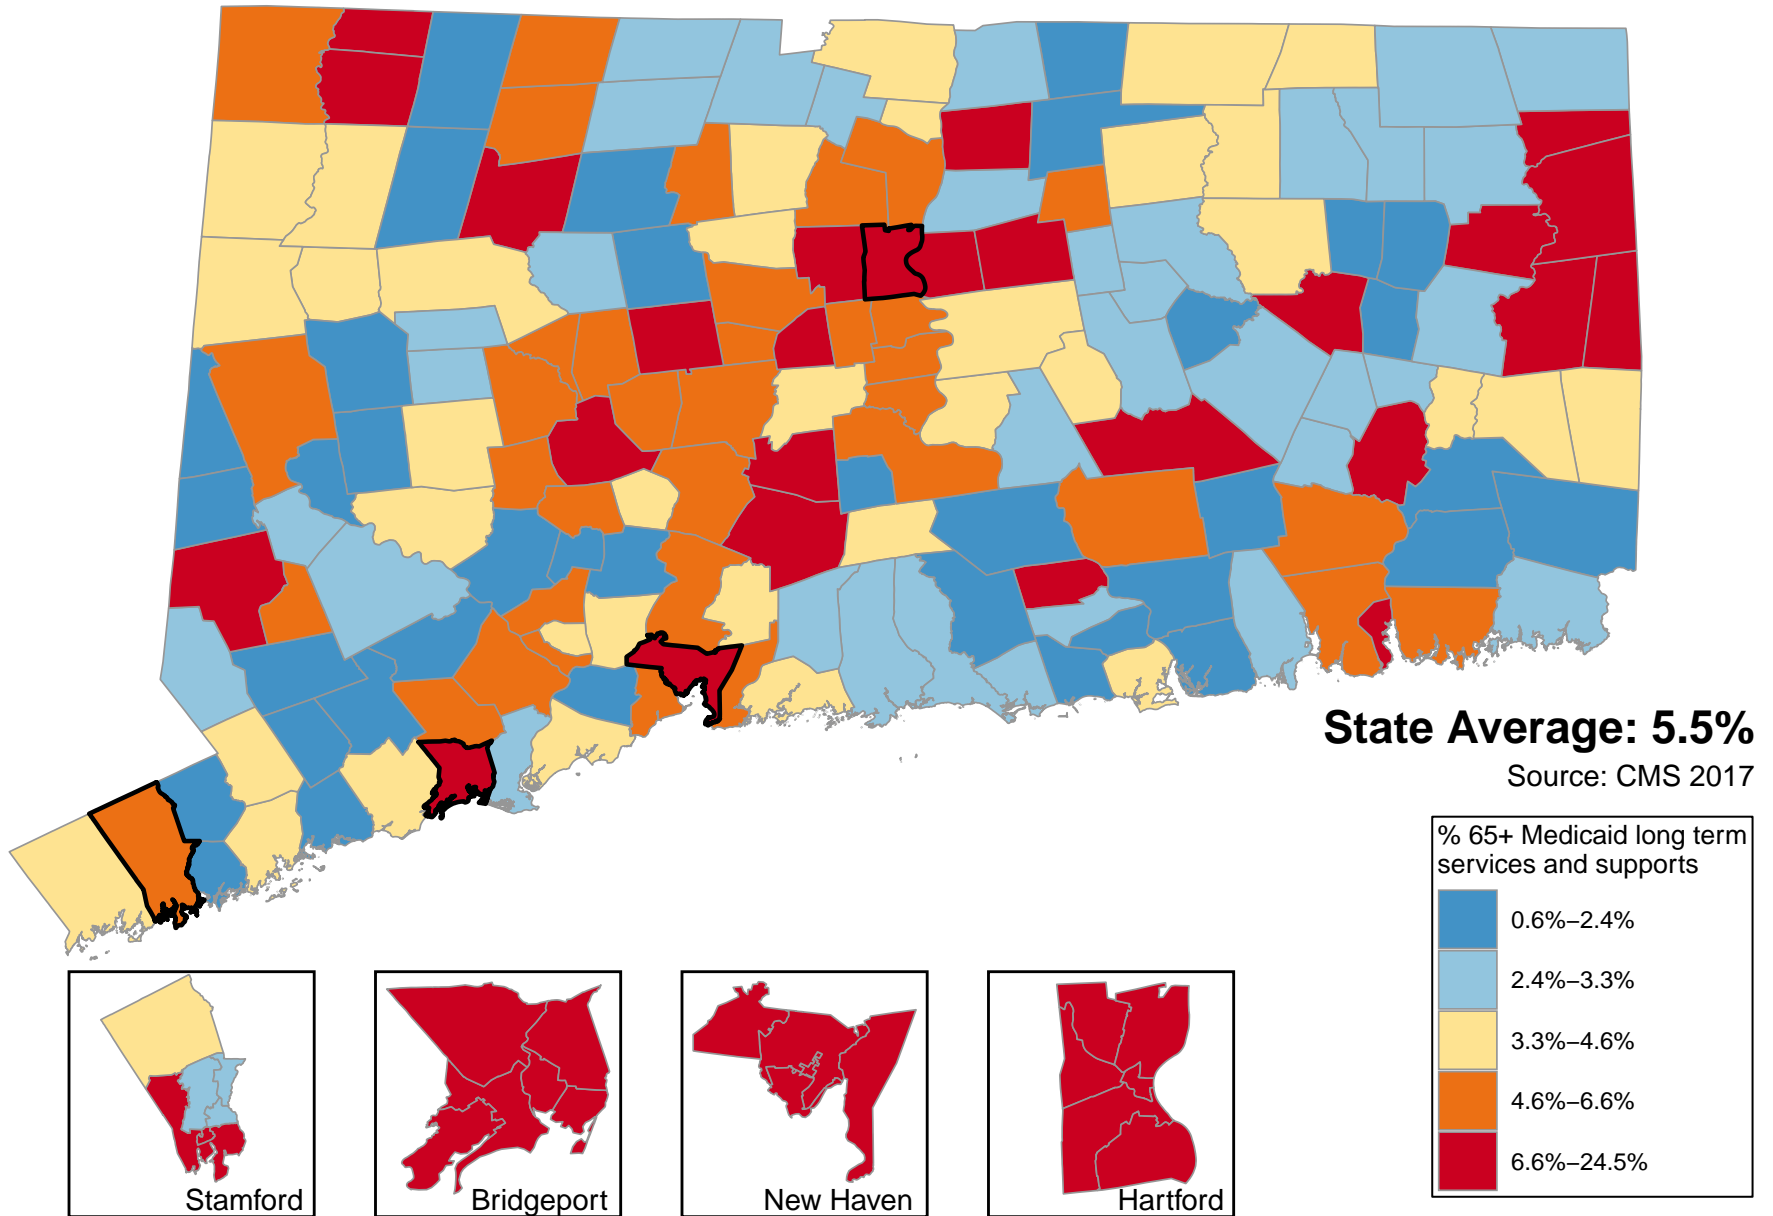 State Average: 5.5%
Source: CMS 2017
% 65+ Medicaid long term
services and supports
0.6%−2.4%
2.4%−3.3%
3.3%−4.6%
4.6%−6.6%
6.6%−24.5%
Stamford
Bridgeport
New Haven
Hartford